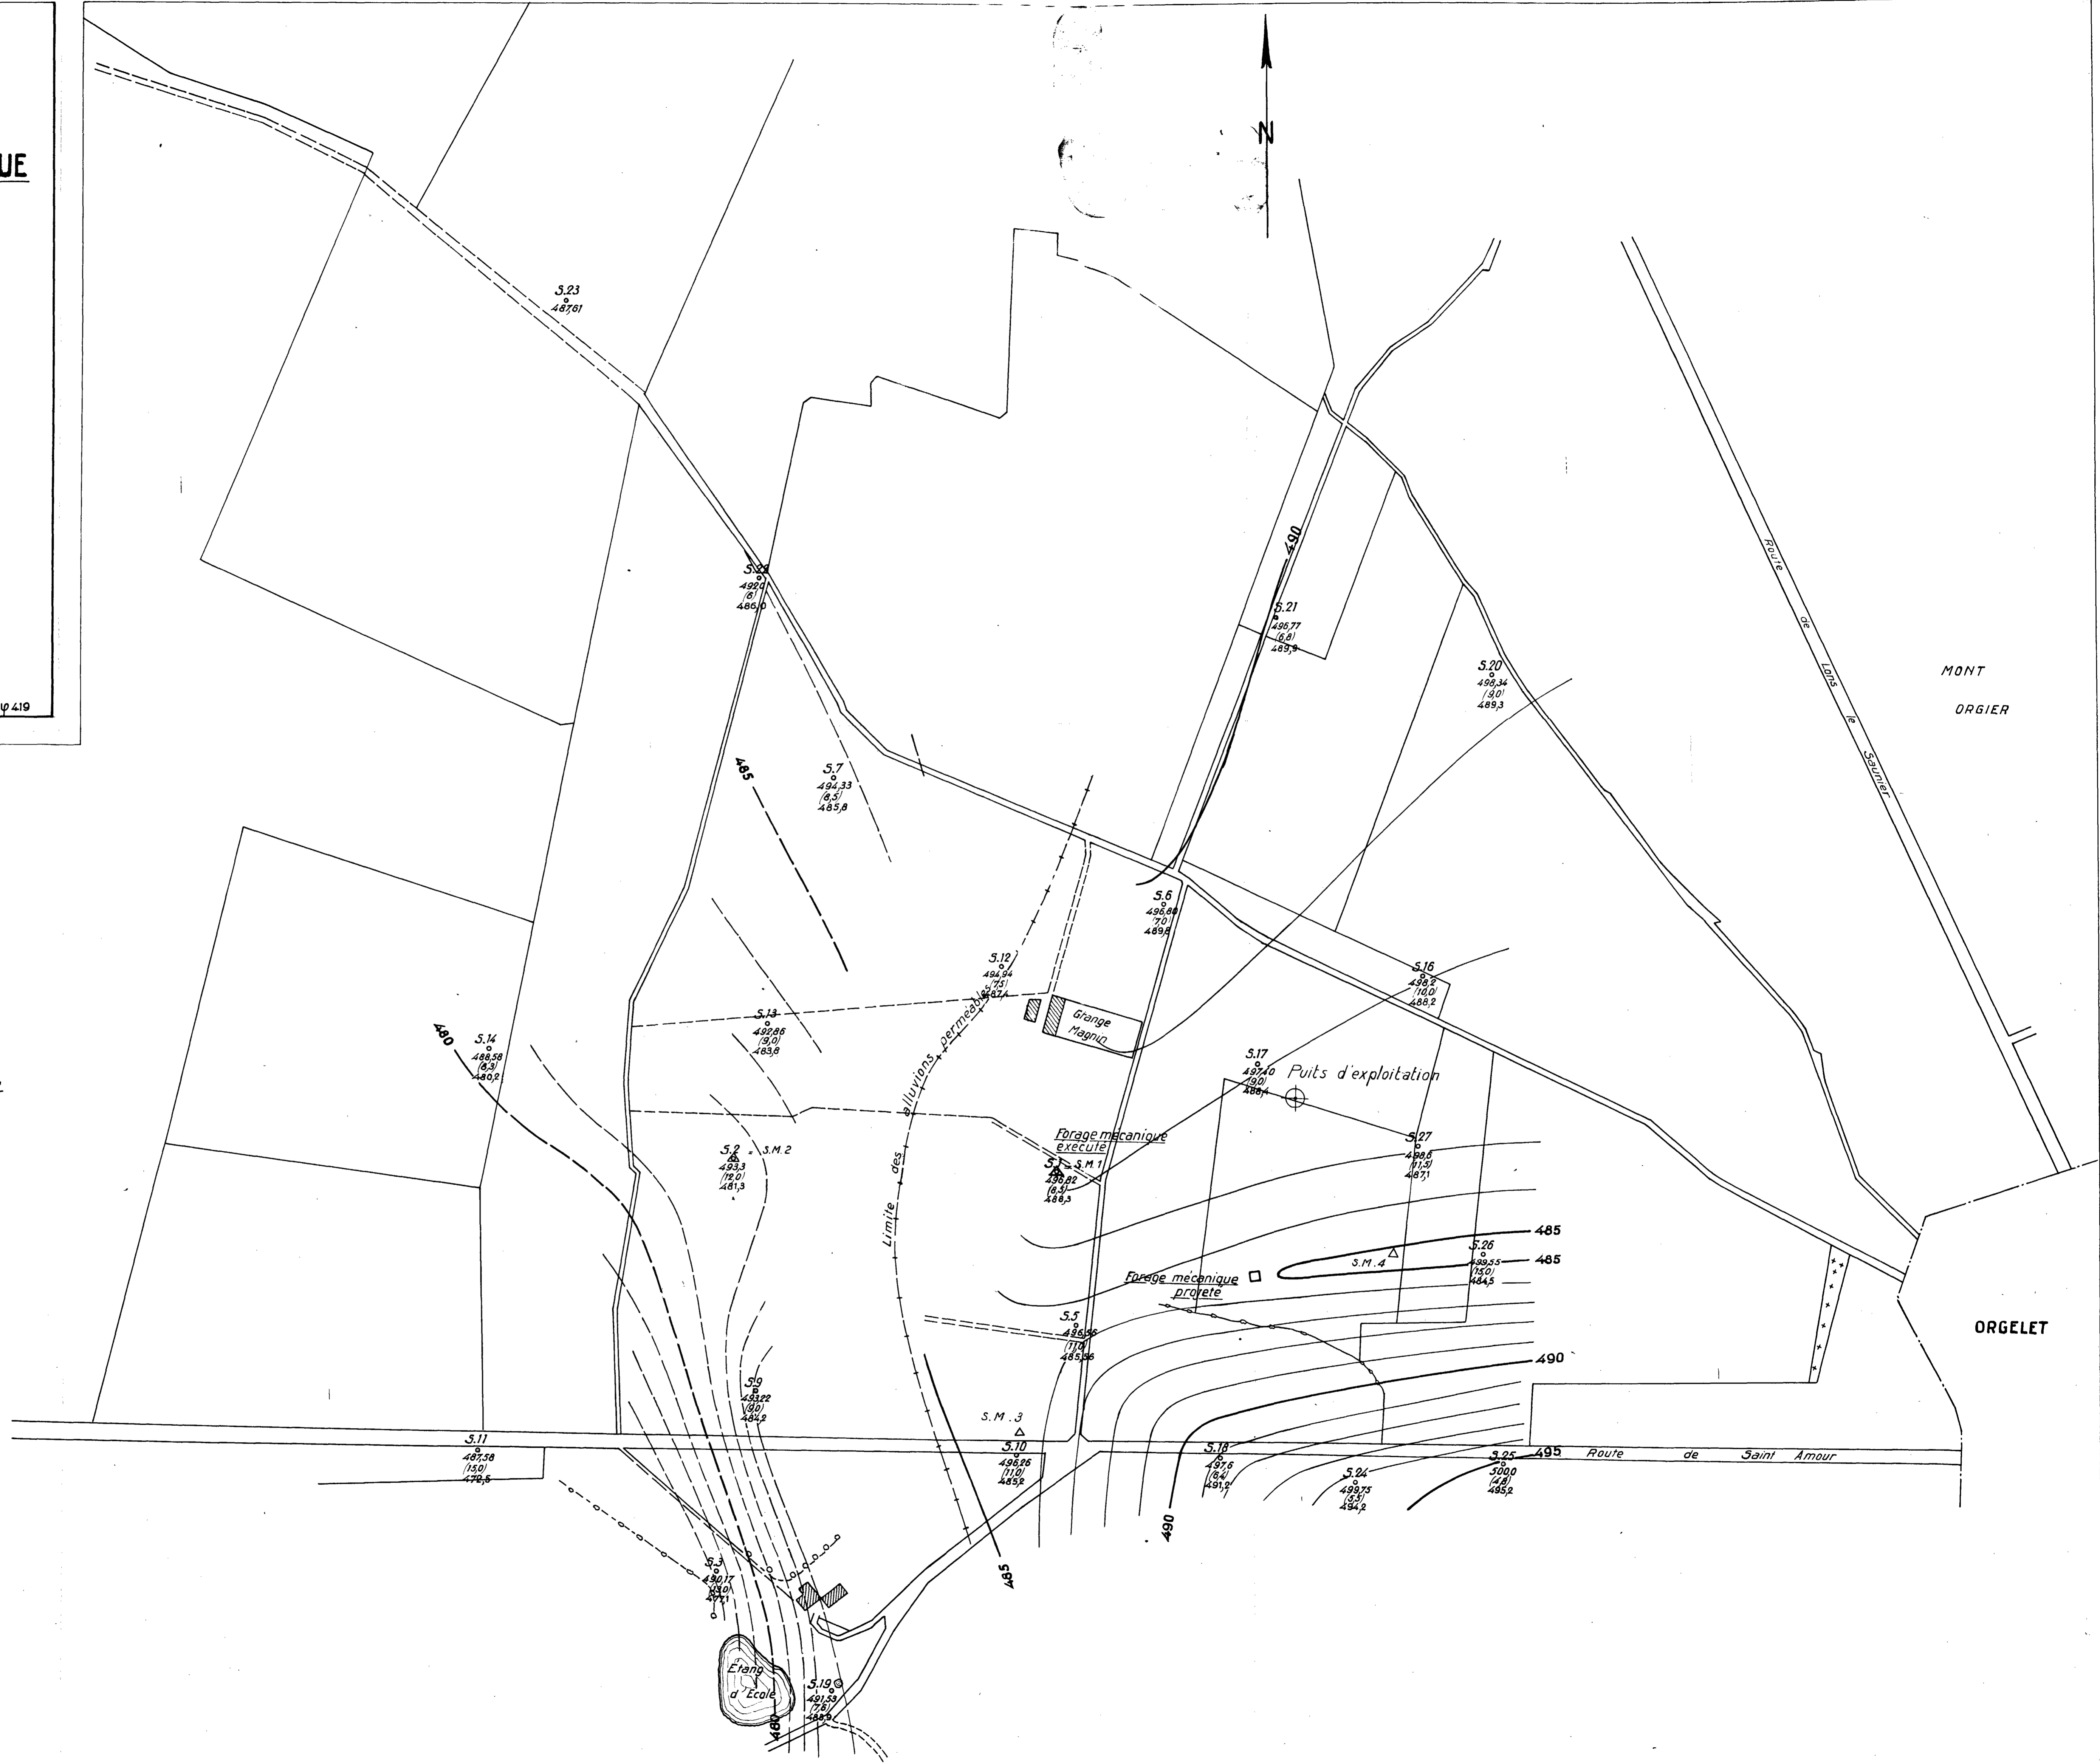 UE
φ 419
N
S.23
487,61
S.22
492,0
(6)
486,0
490
S.21
496,77
(6,8)
489,9
S.20
498,34
(9,0)
489,3
Route de Lons le Saunier
MONT
ORGIER
485
S.7
494,33
(8,5)
485,8
S.6
496,80
(7,0)
489,8
S.12
494,94
(7,5)
487,4
S.16
498,2
(10,0)
488,2
Grange
Magnin
S.13
492,86
(9,0)
483,8
480
S.14
488,58
(8,3)
480,2
S.17
497,40
(9,0)
488,4
Puits d'exploitation
Limite des alluvions perméables
Forage mécanique
exécuté
S.1 = S.M.1
496,82
(8,5)
488,3
S.2 = S.M.2
493,3
(12,0)
481,3
S.27
498,6
(11,5)
487,1
485
S.26
499,55
(15,0)
484,5
485
S.M.4
Forage mécanique
projeté
S.5
496,56
(11,0)
485,56
ORGELET
490
S.9
493,22
(9,0)
484,2
S.M.3
S.11
487,58
(15,0)
472,5
S.10
496,26
(11,0)
485,2
S.18
497,6
(6,4)
491,2
495
Route de Saint Amour
S.25
500,0
(4,8)
495,2
S.24
499,75
(5,5)
494,2
490
485
S.3
490,17
(13,0)
477,1
Etang
d'Ecole
S.19
491,53
(7,6)
483,9
480